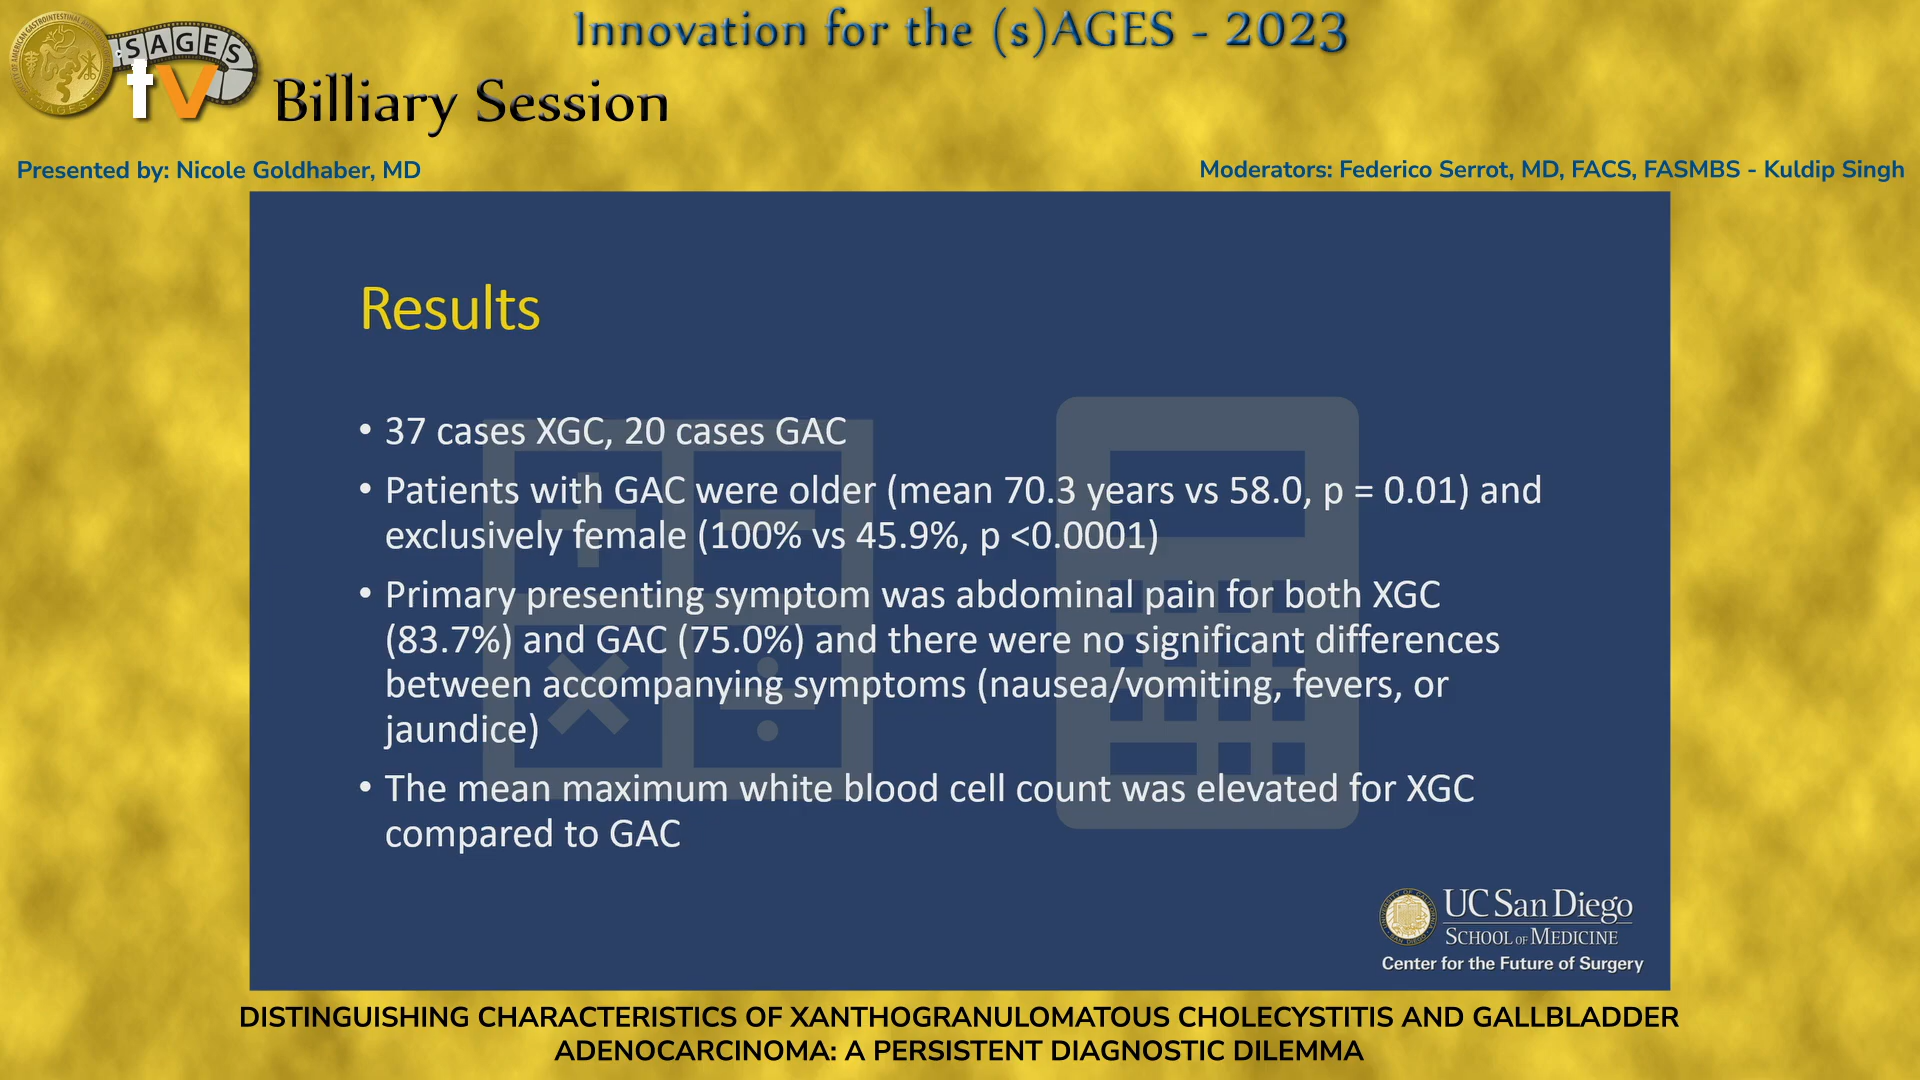 Innovation for the (s)AGES - 2023
SAGES
tv
Billiary Session
Presented by: Nicole Goldhaber, MD
Moderators: Federico Serrot, MD, FACS, FASMBS - Kuldip Singh
Results
• 37 cases XGC, 20 cases GAC
• Patients with GAC were older (mean 70.3 years vs 58.0, p = 0.01) and
exclusively female (100% vs 45.9%, p <0.0001)
• Primary presenting symptom was abdominal pain for both XGC
(83.7%) and GAC (75.0%) and there were no significant differences
between accompanying symptoms (nausea/vomiting, fevers, or
jaundice)
• The mean maximum white blood cell count was elevated for XGC
compared to GAC
UC San Diego
SCHOOL OF MEDICINE
Center for the Future of Surgery
DISTINGUISHING CHARACTERISTICS OF XANTHOGRANULOMATOUS CHOLECYSTITIS AND GALLBLADDER
ADENOCARCINOMA: A PERSISTENT DIAGNOSTIC DILEMMA